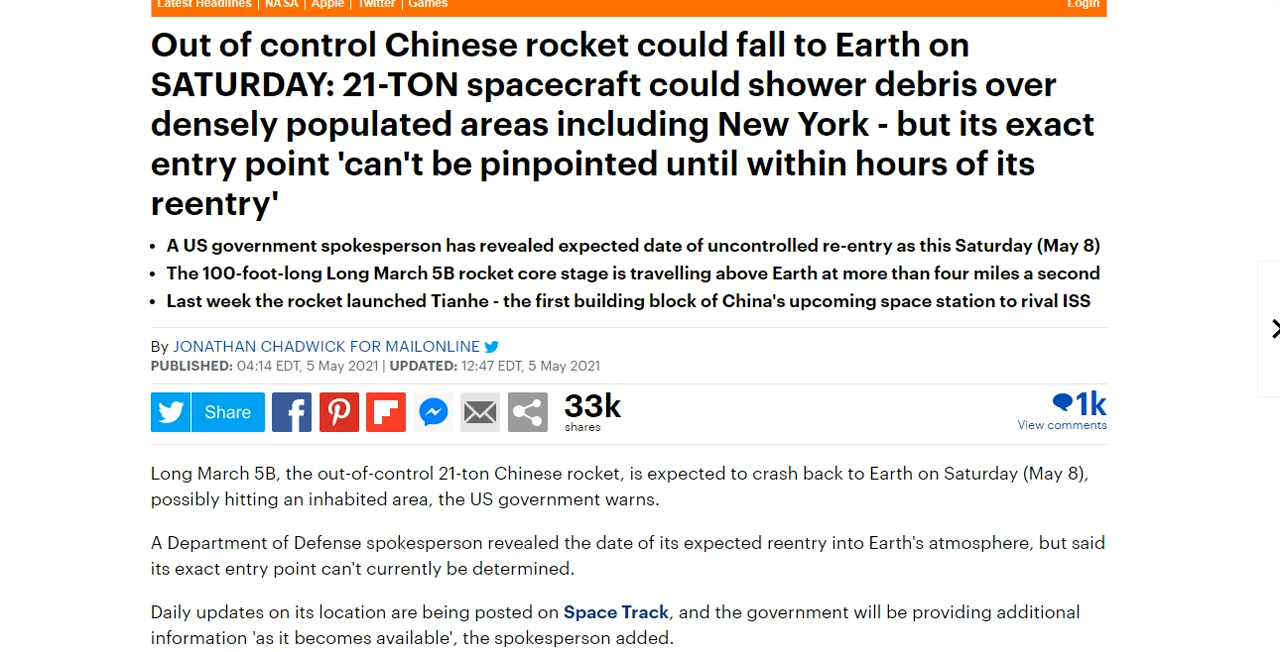 Latest Headlines | NASA | Apple | Twitter | Games
Login
Out of control Chinese rocket could fall to Earth on
SATURDAY: 21-TON spacecraft could shower debris over
densely populated areas including New York - but its exact
entry point 'can't be pinpointed until within hours of its
reentry'
• A US government spokesperson has revealed expected date of uncontrolled re-entry as this Saturday (May 8)
• The 100-foot-long Long March 5B rocket core stage is travelling above Earth at more than four miles a second
• Last week the rocket launched Tianhe - the first building block of China's upcoming space station to rival ISS
By JONATHAN CHADWICK FOR MAILONLINE
PUBLISHED: 04:14 EDT, 5 May 2021 | UPDATED: 12:47 EDT, 5 May 2021
Share
33k
shares
1k
View comments
Long March 5B, the out-of-control 21-ton Chinese rocket, is expected to crash back to Earth on Saturday (May 8),
possibly hitting an inhabited area, the US government warns.
A Department of Defense spokesperson revealed the date of its expected reentry into Earth's atmosphere, but said
its exact entry point can't currently be determined.
Daily updates on its location are being posted on Space Track, and the government will be providing additional
information 'as it becomes available', the spokesperson added.